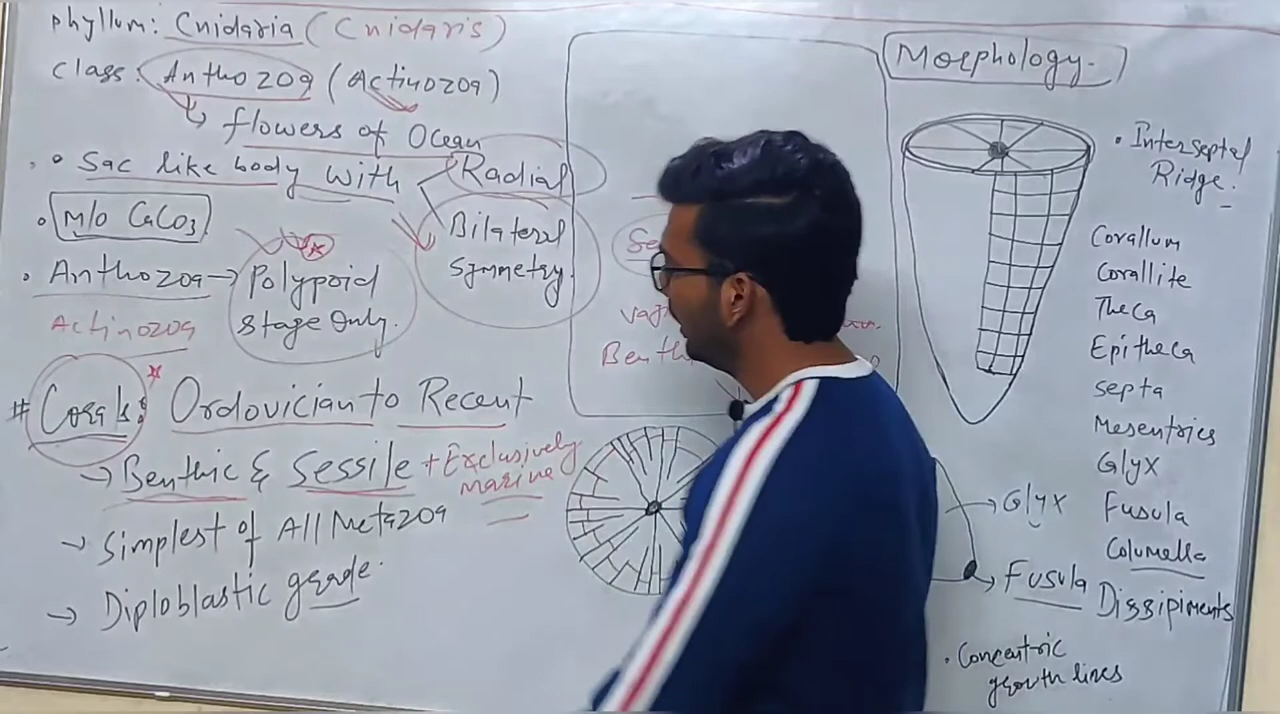 Phyllum: Cnidaria (Cnidaris)
Class: Anthozoa (Actinozoa)
flowers of Ocean
Sac like body with Radial
Bilateral
Symmetry.
M/o CaCO3
Anthozoa → Polypoid
Stage Only.
Actinozoa
# Corals: Ordovician to Recent
→ Benthic & Sessile + Exclusively
marine
→ Simplest of All Metazoa
→ Diploblastic grade.
Morphology.
• Interseptal
Ridge.
Corallum
Corallite
Theca
Epitheca
Septa
Mesentrics
Glyx
Fusula
Columella
Dissipiments
→ Glyx
→ Fusula
• Concentric
growth lines